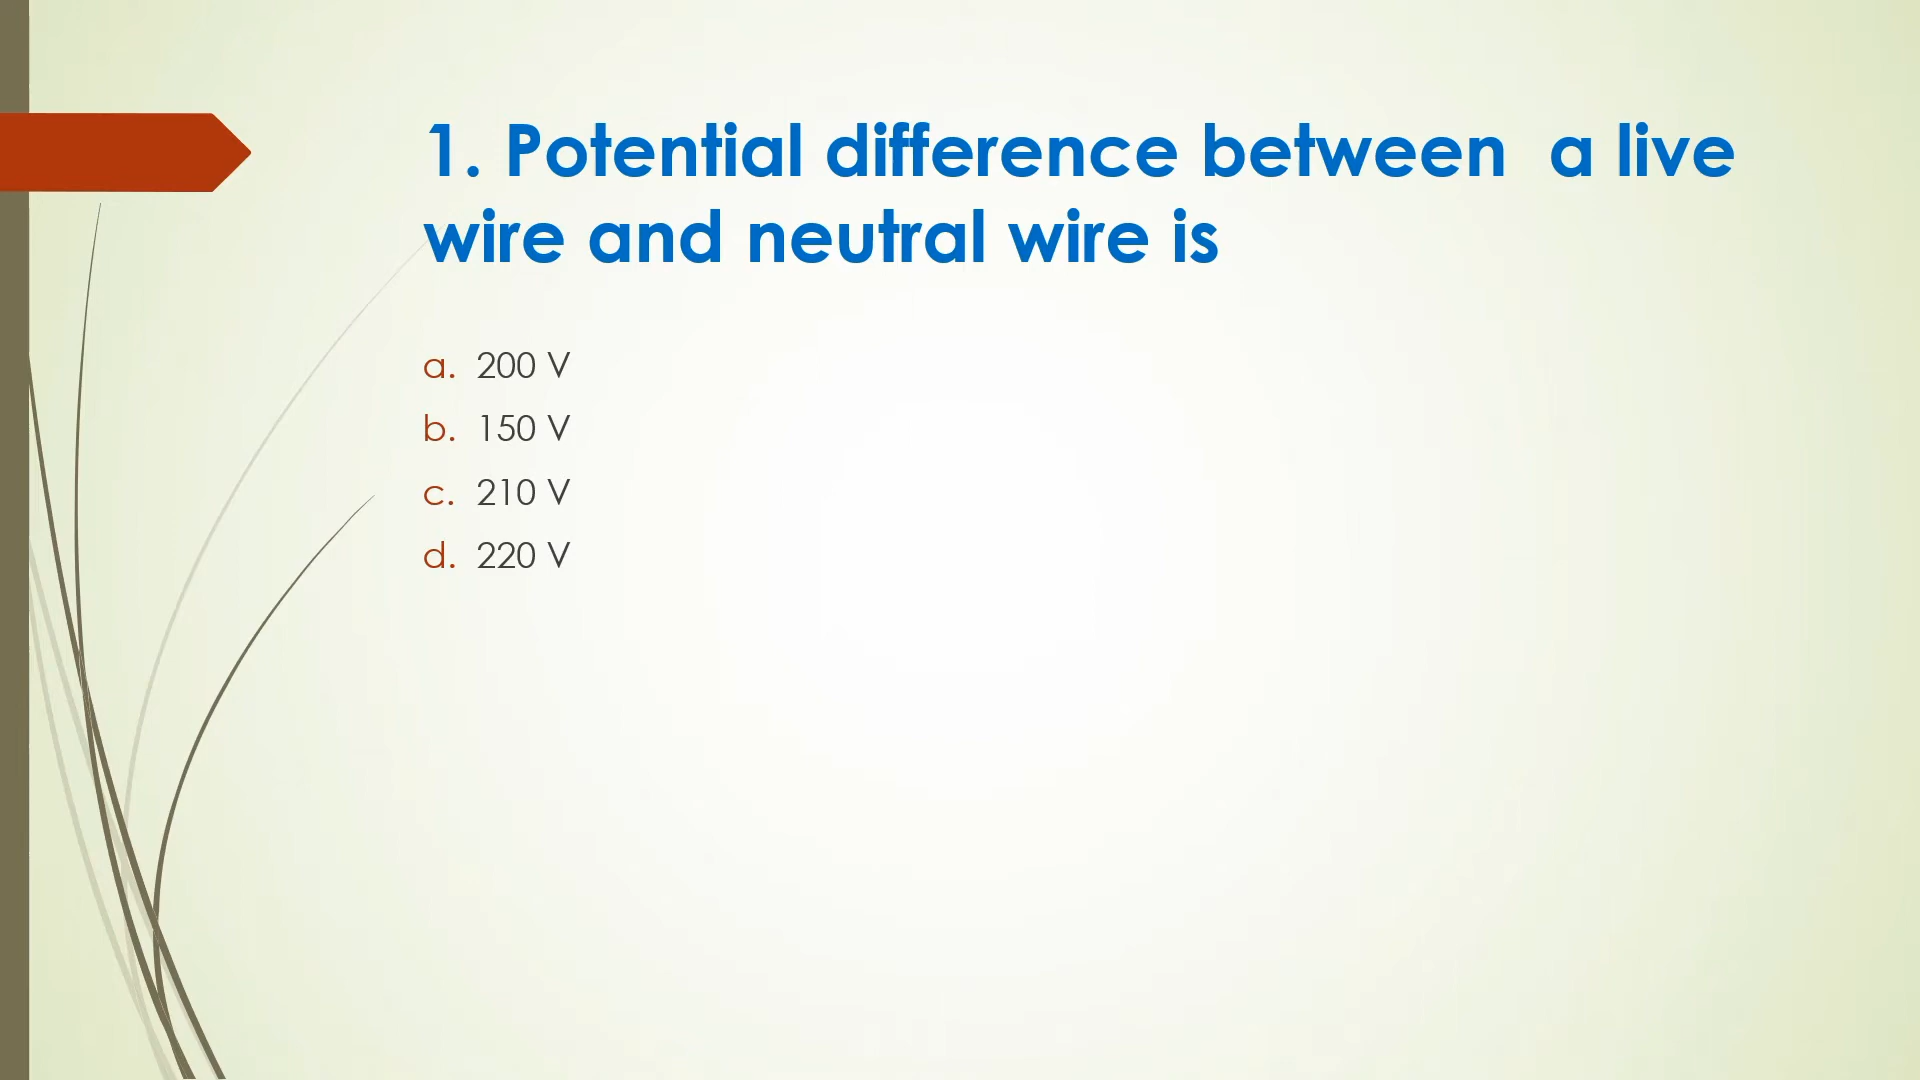 1. Potential difference between  a live
wire and neutral wire is
a. 200 V
b. 150 V
c. 210 V
d. 220 V